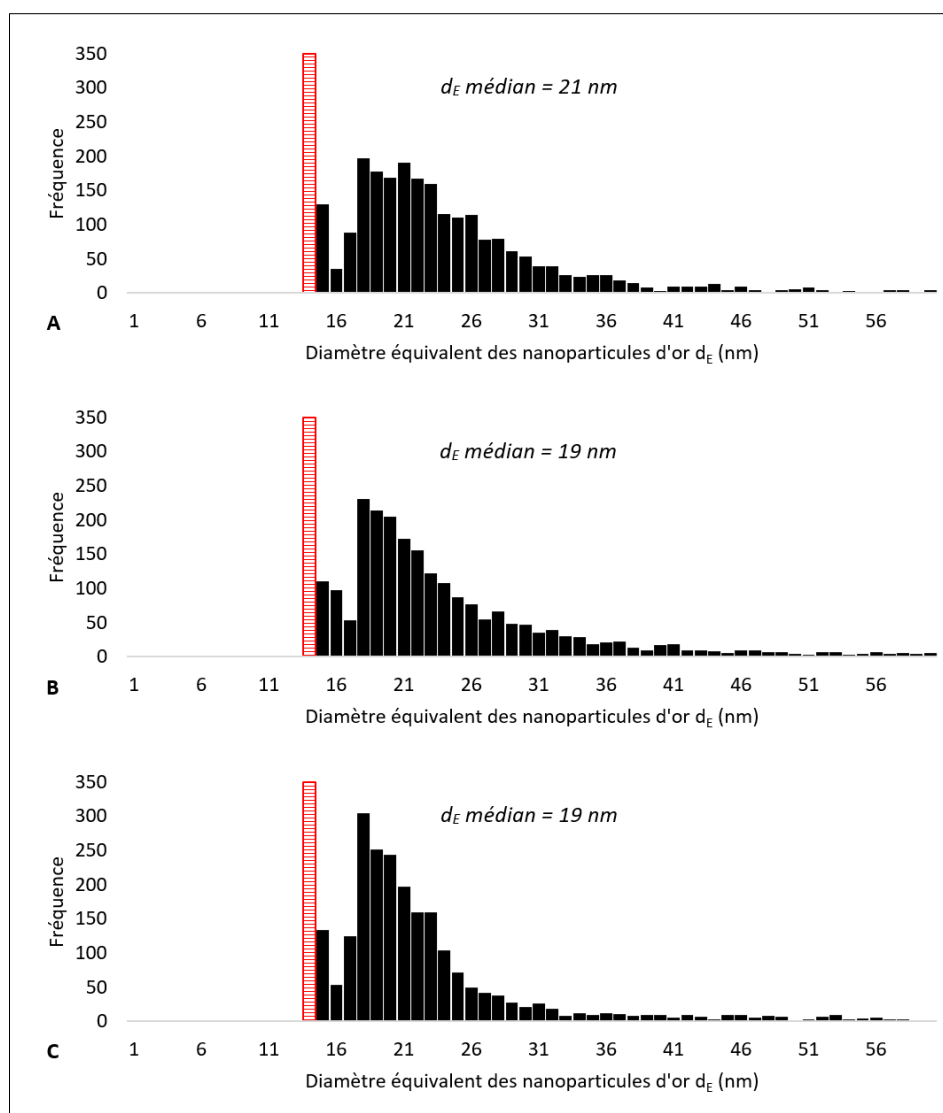 350
d_E médian = 21 nm
300
250
200
150
100
50
0
Fréquence
A
1 6 11 16 21 26 31 36 41 46 51 56
Diamètre équivalent des nanoparticules d'or d_E (nm)
350
d_E médian = 19 nm
300
250
200
150
100
50
0
Fréquence
B
1 6 11 16 21 26 31 36 41 46 51 56
Diamètre équivalent des nanoparticules d'or d_E (nm)
350
d_E médian = 19 nm
300
250
200
150
100
50
0
Fréquence
C
1 6 11 16 21 26 31 36 41 46 51 56
Diamètre équivalent des nanoparticules d'or d_E (nm)